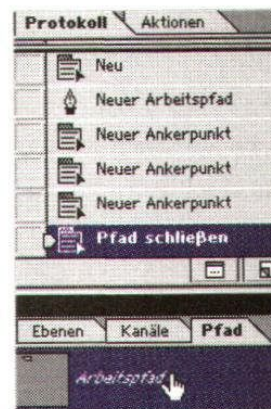 Protokoll Aktionen
Neu
Neuer Arbeitspfad
Neuer Ankerpunkt
Neuer Ankerpunkt
Neuer Ankerpunkt
Pfad schließen
Ebenen Kanäle Pfad
Arbeitspfad